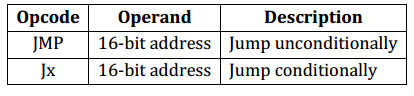 Opcode Operand Description
JMP 16-bit address Jump unconditionally
Jx 16-bit address Jump conditionally